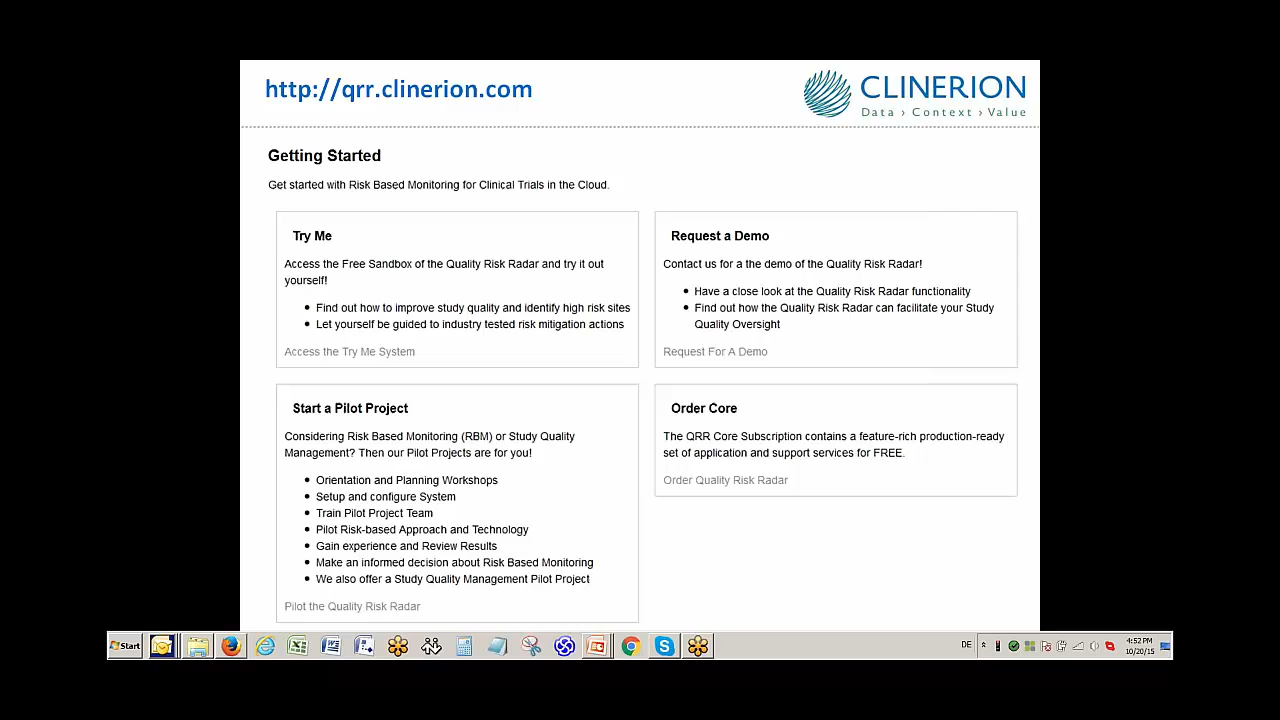 http://qrr.clinerion.com
CLINERION
Data › Context › Value
Getting Started
Get started with Risk Based Monitoring for Clinical Trials in the Cloud.
Try Me
Access the Free Sandbox of the Quality Risk Radar and try it out
yourself!
Find out how to improve study quality and identify high risk sites
Let yourself be guided to industry tested risk mitigation actions
Access the Try Me System
Request a Demo
Contact us for a the demo of the Quality Risk Radar!
Have a close look at the Quality Risk Radar functionality
Find out how the Quality Risk Radar can facilitate your Study
Quality Oversight
Request For A Demo
Start a Pilot Project
Considering Risk Based Monitoring (RBM) or Study Quality
Management? Then our Pilot Projects are for you!
Orientation and Planning Workshops
Setup and configure System
Train Pilot Project Team
Pilot Risk-based Approach and Technology
Gain experience and Review Results
Make an informed decision about Risk Based Monitoring
We also offer a Study Quality Management Pilot Project
Pilot the Quality Risk Radar
Order Core
The QRR Core Subscription contains a feature-rich production-ready
set of application and support services for FREE.
Order Quality Risk Radar
Start
DE
4:52 PM
10/20/15